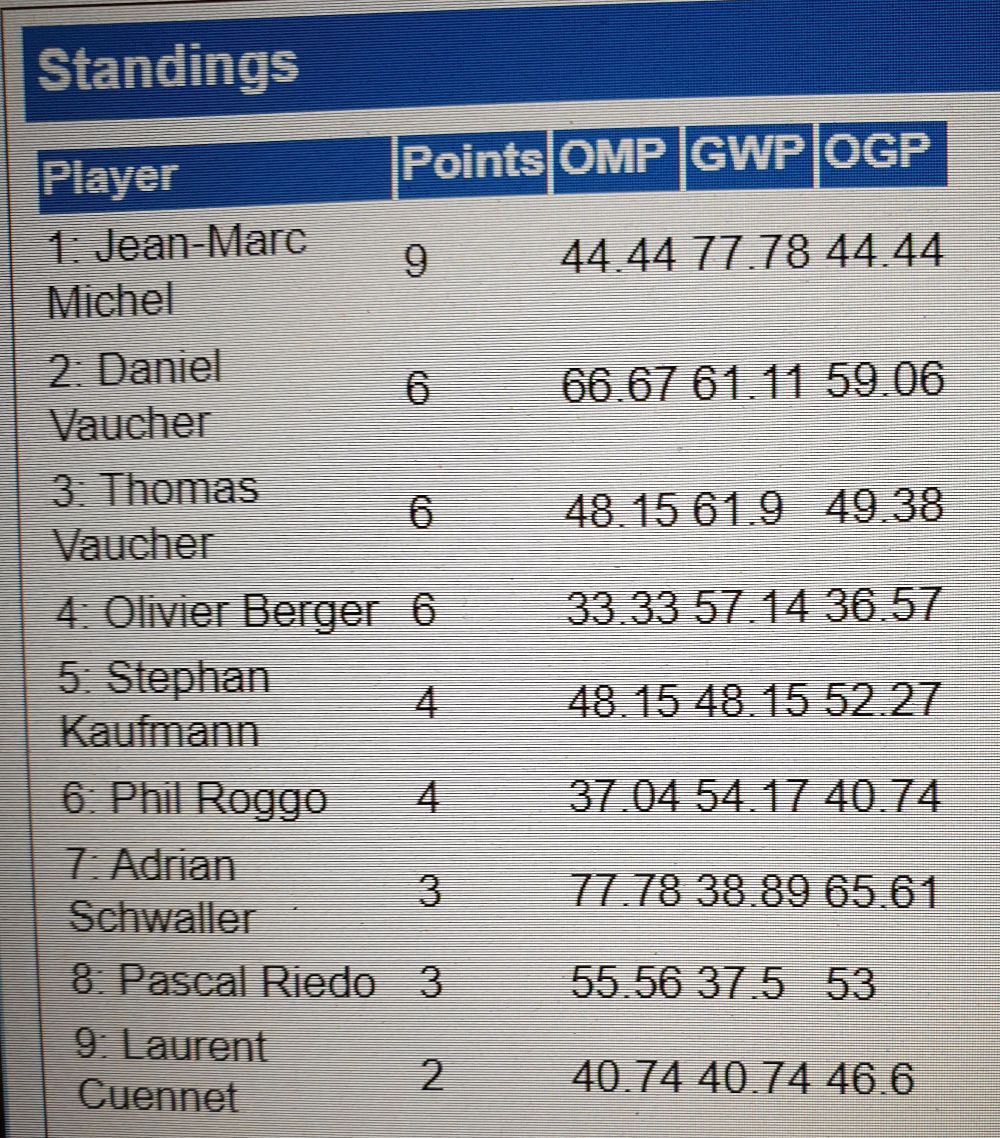 Standings
Player Points OMP GWP OGP
1: Jean-Marc
Michel 9 44.44 77.78 44.44
2: Daniel
Vaucher 6 66.67 61.11 59.06
3: Thomas
Vaucher 6 48.15 61.9 49.38
4: Olivier Berger 6 33.33 57.14 36.57
5: Stephan
Kaufmann 4 48.15 48.15 52.27
6: Phil Roggo 4 37.04 54.17 40.74
7: Adrian
Schwaller 3 77.78 38.89 65.61
8: Pascal Riedo 3 55.56 37.5 53
9: Laurent
Cuennet 2 40.74 40.74 46.6